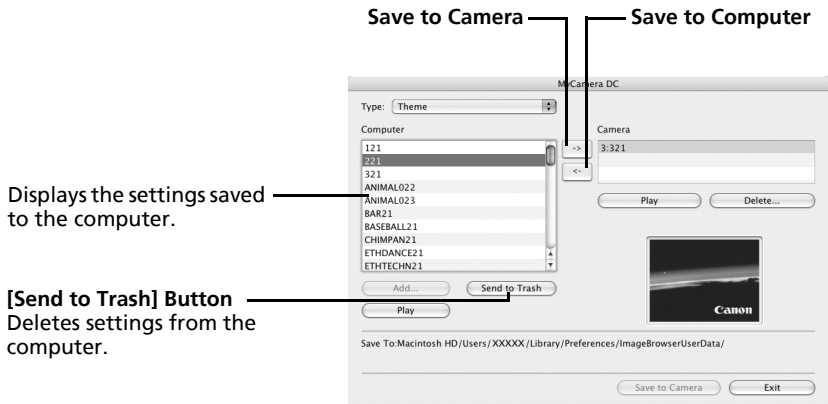 Save to Camera
Save to Computer
MyCamera DC
Type: Theme
Computer
Camera
121
221
321
ANIMAL022
ANIMAL023
BAR21
BASEBALL21
CHIMPAN21
ETHDANCE21
ETHTECHN21
->
<-
3:321
Play
Delete...
Displays the settings saved
to the computer.
[Send to Trash] Button
Deletes settings from the
computer.
Add...
Send to Trash
Play
Canon
Save To:Macintosh HD/Users/XXXXX/Library/Preferences/ImageBrowserUserData/
Save to Camera
Exit